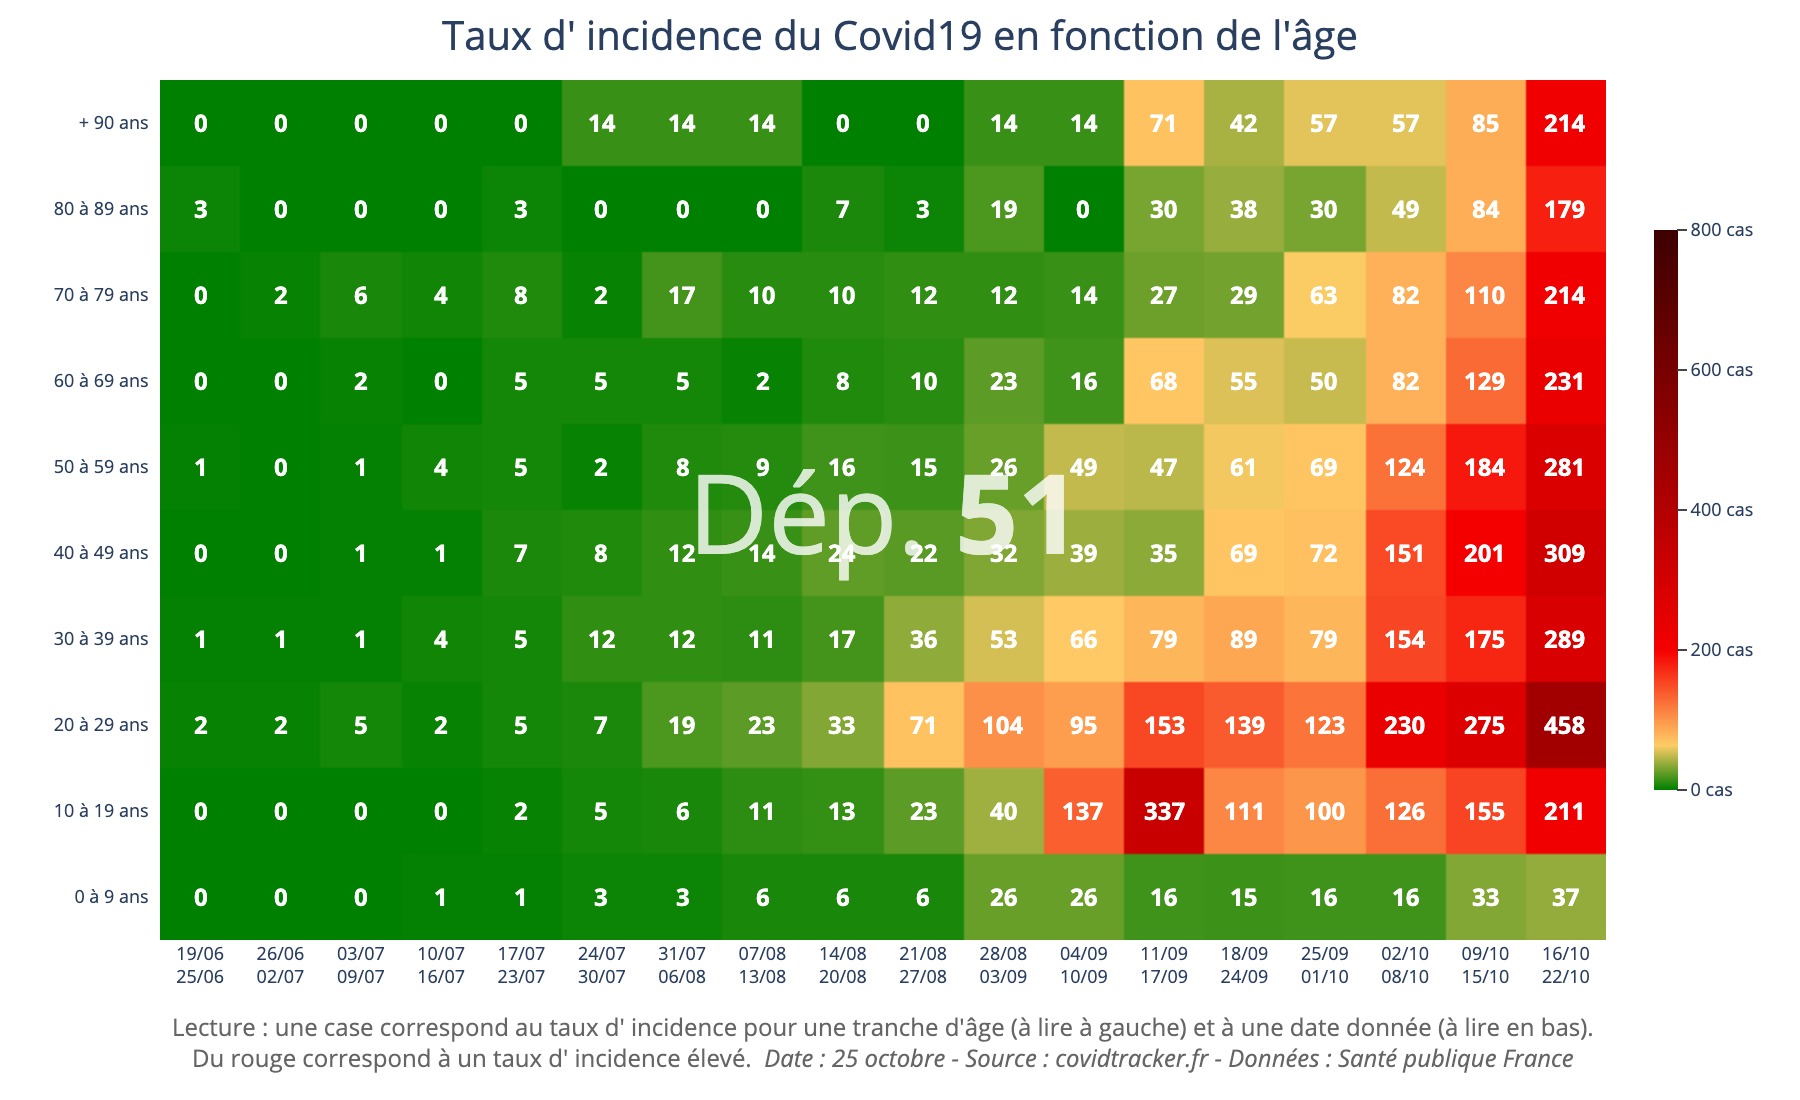 Taux d' incidence du Covid19 en fonction de l'âge
+ 90 ans 0 0 0 0 0 14 14 14 0 0 14 14 71 42 57 57 85 214
80 à 89 ans 3 0 0 0 3 0 0 0 7 3 19 0 30 38 30 49 84 179
800 cas
70 à 79 ans 0 2 6 4 8 2 17 10 10 12 12 14 27 29 63 82 110 214
600 cas
60 à 69 ans 0 0 2 0 5 5 5 2 8 10 23 16 68 55 50 82 129 231
50 à 59 ans 1 0 1 4 5 2 8 9 16 15 26 49 47 61 69 124 184 281
Dép. 51
400 cas
40 à 49 ans 0 0 1 1 7 8 12 14 24 22 32 39 35 69 72 151 201 309
30 à 39 ans 1 1 1 4 5 12 12 11 17 36 53 66 79 89 79 154 175 289
200 cas
20 à 29 ans 2 2 5 2 5 7 19 23 33 71 104 95 153 139 123 230 275 458
0 cas
10 à 19 ans 0 0 0 0 2 5 6 11 13 23 40 137 337 111 100 126 155 211
0 à 9 ans 0 0 0 1 1 3 3 6 6 6 26 26 16 15 16 16 33 37
19/06 26/06 03/07 10/07 17/07 24/07 31/07 07/08 14/08 21/08 28/08 04/09 11/09 18/09 25/09 02/10 09/10 16/10
25/06 02/07 09/07 16/07 23/07 30/07 06/08 13/08 20/08 27/08 03/09 10/09 17/09 24/09 01/10 08/10 15/10 22/10
Lecture : une case correspond au taux d' incidence pour une tranche d'âge (à lire à gauche) et à une date donnée (à lire en bas).
Du rouge correspond à un taux d' incidence élevé. Date : 25 octobre - Source : covidtracker.fr - Données : Santé publique France